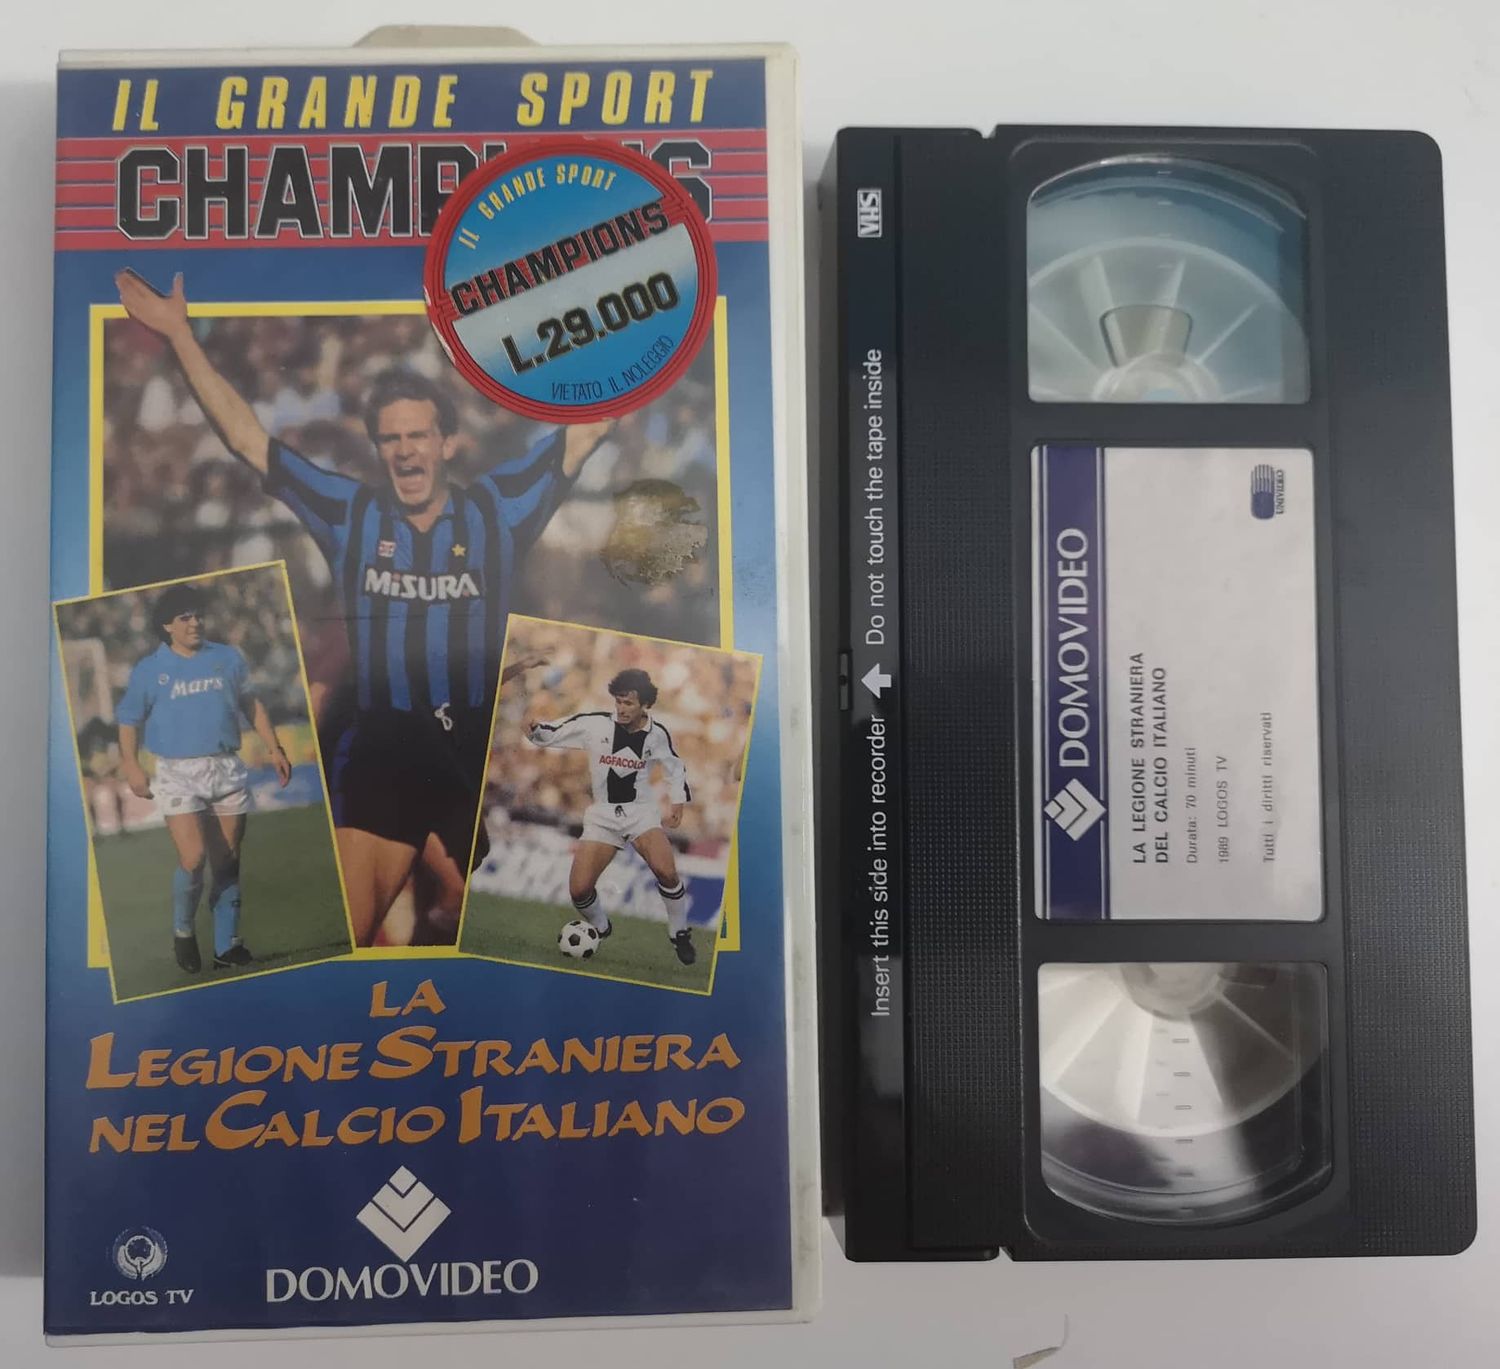 IL GRANDE SPORT
CHAMPIONS
IL GRANDE SPORT
CHAMPIONS
L.29.000
VIETATO IL NOLEGGIO
MiSURA
Mars
AGFACOLOR
LA
LEGIONE STRANIERA
NEL CALCIO ITALIANO
LOGOS TV
DOMOVIDEO
VHS
Insert this side into recorder Do not touch the tape inside
DOMOVIDEO
UNIVIDEO
LA LEGIONE STRANIERA
DEL CALCIO ITALIANO
Durata: 70 minuti
1989 LOGOS TV
Tutti i diritti riservati